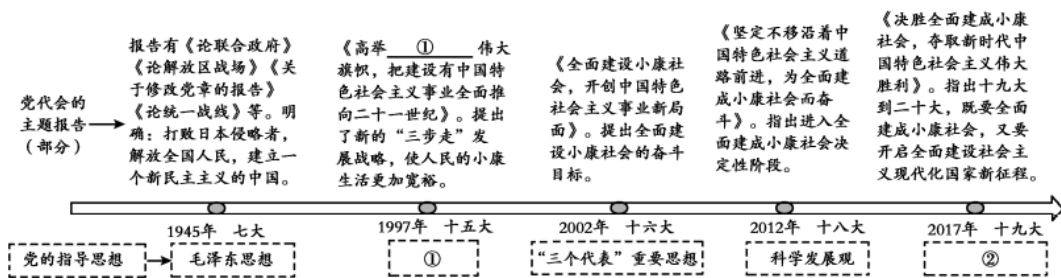 党代会的
主题报告
（部分）
报告有《论联合政府》
《论解放区战场》《关
于修改党章的报告》
《论统一战线》等。明
确：打败日本侵略者，
解放全国人民，建立一
个新民主主义的中国。
《高举 ① 伟大
旗帜，把建设有中国特
色社会主义事业全面推
向二十一世纪》。提出
了新的“三步走”发
展战略，使人民的小康
生活更加宽裕。
《全面建设小康社
会，开创中国特色
社会主义事业新局
面》。提出全面建
设小康社会的奋斗
目标。
《坚定不移沿着中
国特色社会主义道
路前进，为全面建
成小康社会而奋
斗》。指出进入全
面建成小康社会决
定性阶段。
《决胜全面建成小康
社会，夺取新时代中
国特色社会主义伟大
胜利》。指出十九大
到二十大，既要全面
建成小康社会，又要
开启全面建设社会主
义现代化国家新征程。
1945年 七大
1997年 十五大
2002年 十六大
2012年 十八大
2017年 十九大
党的指导思想
毛泽东思想
①
“三个代表”重要思想
科学发展观
②